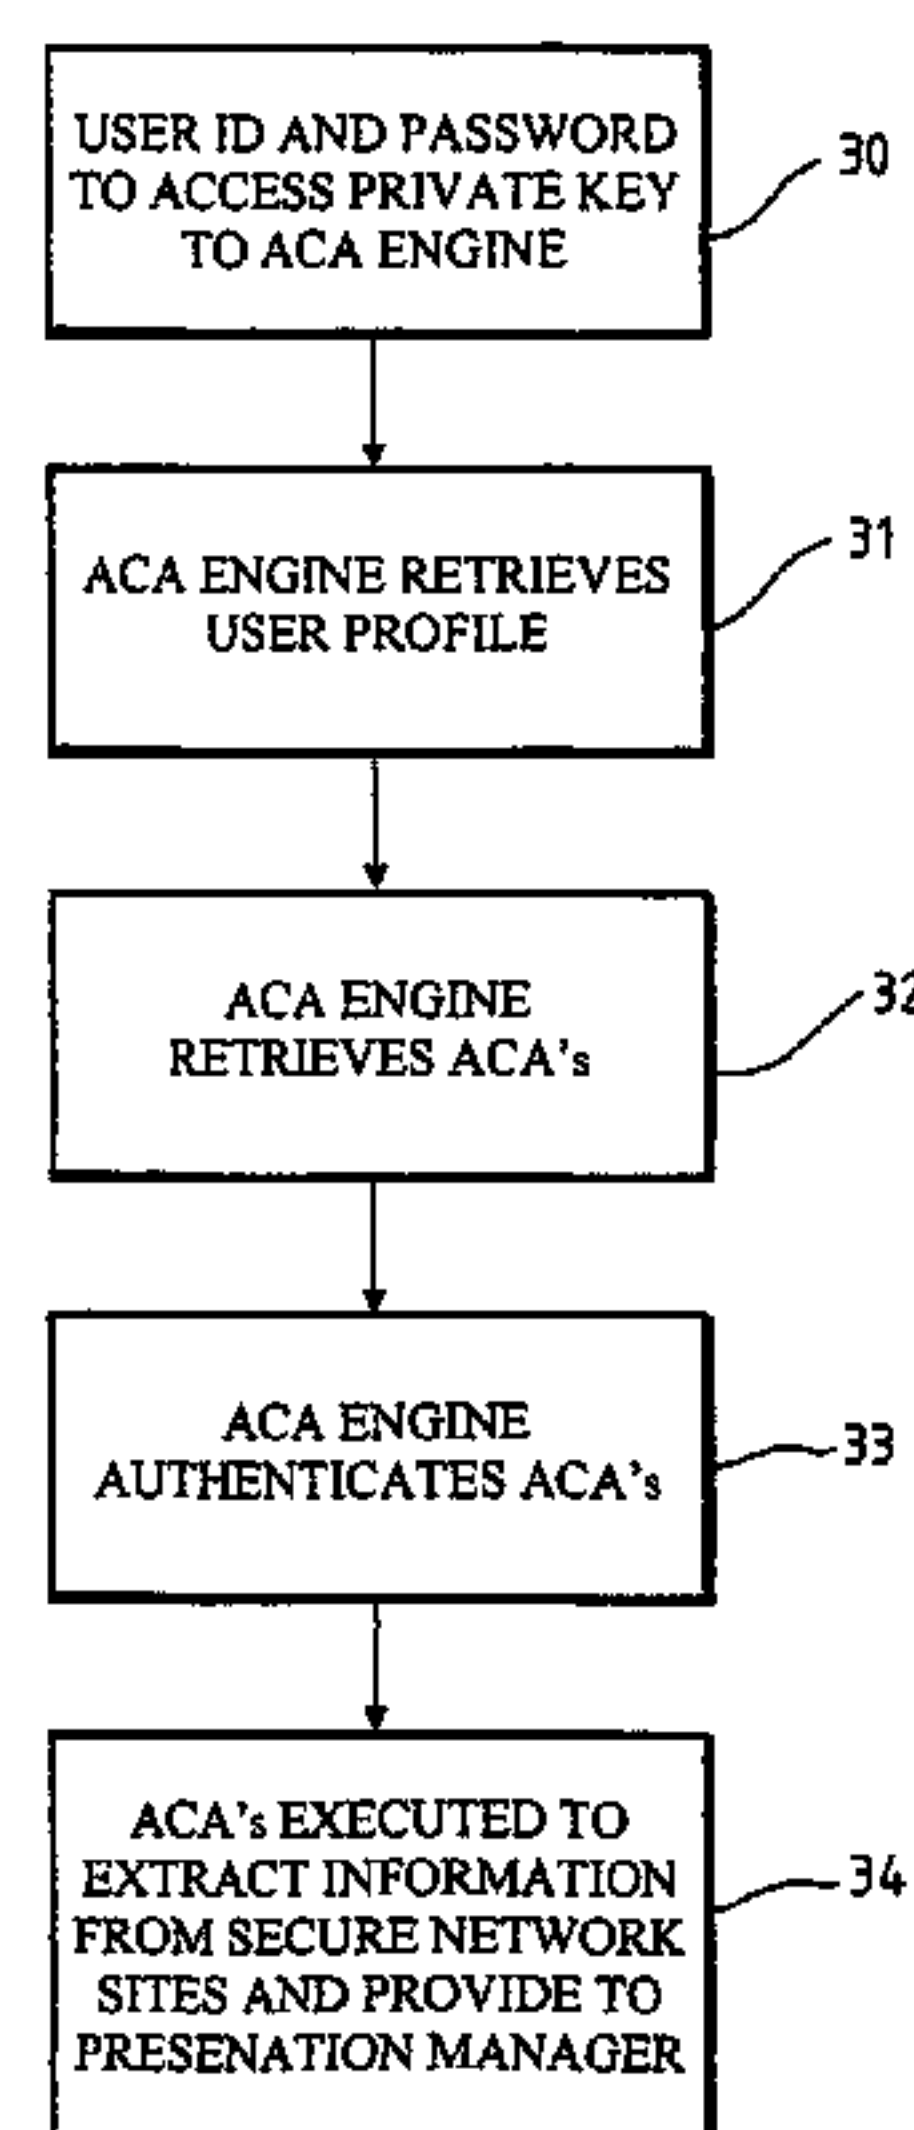 USER ID AND PASSWORD
TO ACCESS PRIVATE KEY
TO ACA ENGINE
30
ACA ENGINE RETRIEVES
USER PROFILE
31
ACA ENGINE
RETRIEVES ACA's
32
ACA ENGINE
AUTHENTICATES ACA's
33
ACA's EXECUTED TO
EXTRACT INFORMATION
FROM SECURE NETWORK
SITES AND PROVIDE TO
PRESENATION MANAGER
34